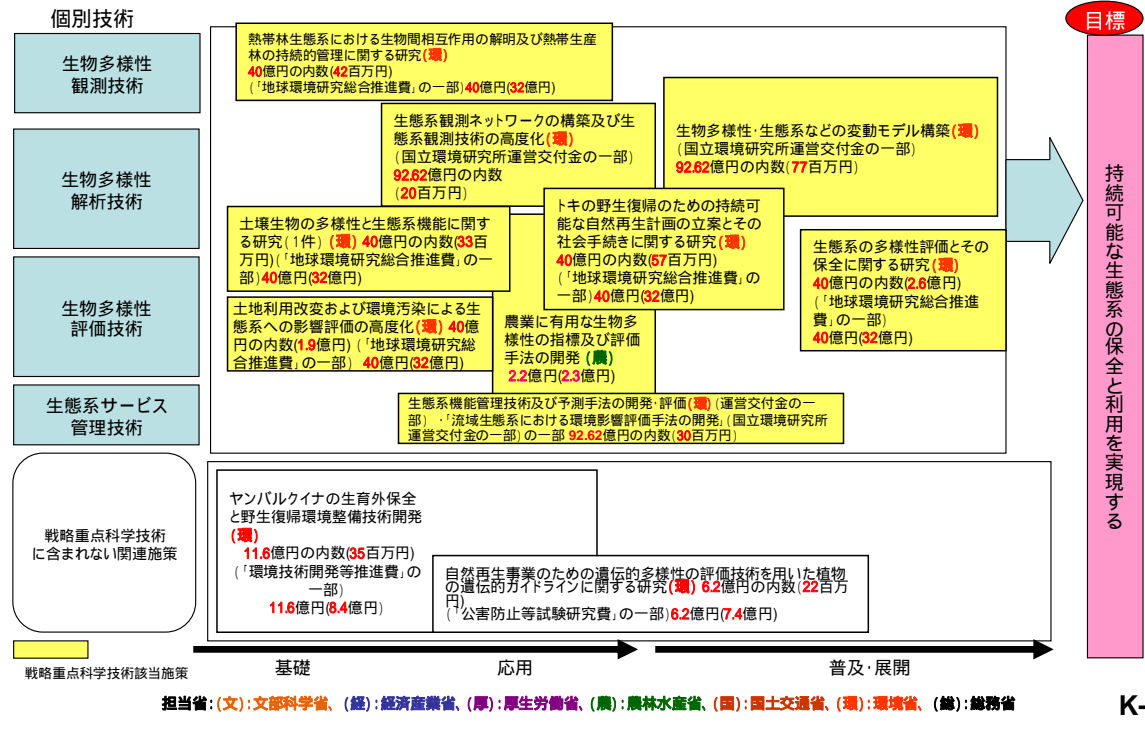 個別技術
目標
生物多様性
観測技術
生物多様性
解析技術
生物多様性
評価技術
生態系サービス
管理技術
熱帯林生態系における生物間相互作用の解明及び熱帯生産
林の持続的管理に関する研究(環)
40億円の内数(42百万円)
(「地球環境研究総合推進費」の一部)40億円(32億円)
生態系観測ネットワークの構築及び生
態系観測技術の高度化(環)
(国立環境研究所運営交付金の一部)
92.62億円の内数
(20百万円)
生物多様性・生態系などの変動モデル構築(環)
(国立環境研究所運営交付金の一部)
92.62億円の内数(77百万円)
土壌生物の多様性と生態系機能に関す
る研究(1件) (環) 40億円の内数(33百
万円)(「地球環境研究総合推進費」の一
部)40億円(32億円)
トキの野生復帰のための持続可
能な自然再生計画の立案とその
社会手続きに関する研究(環)
40億円の内数(57百万円)
(「地球環境研究総合推進費」の
一部)40億円(32億円)
生態系の多様性評価とその
保全に関する研究(環)
40億円の内数(2.6億円)
(「地球環境研究総合推進
費」の一部)
40億円(32億円)
土地利用改変および環境汚染による生
態系への影響評価の高度化(環) 40億
円の内数(1.9億円) (「地球環境研究総
合推進費」の一部) 40億円(32億円)
農業に有用な生物多
様性の指標及び評価
手法の開発 (農)
2.2億円(2.3億円)
生態系機能管理技術及び予測手法の開発・評価(環) (運営交付金の一
部) ・「流域生態系における環境影響評価手法の開発」(国立環境研究所
運営交付金の一部)の一部 92.62億円の内数(30百万円)
持続可能な生態系の保全と利用を実現する
戦略重点科学技術
に含まれない関連施策
ヤンバルクイナの生育外保全
と野生復帰環境整備技術開発
(環)
11.6億円の内数(35百万円)
(「環境技術開発等推進費」の
一部)
11.6億円(8.4億円)
自然再生事業のための遺伝的多様性の評価技術を用いた植物
の遺伝的ガイドラインに関する研究(環) 6.2億円の内数(22百万
円)
(「公害防止等試験研究費」の一部)6.2億円(7.4億円)
戦略重点科学技術該当施策
基礎
応用
普及・展開
担当省:(文):文部科学省、(経):経済産業省、(厚):厚生労働省、(農):農林水産省、(国):国土交通省、(環):環境省、(総):総務省
K-